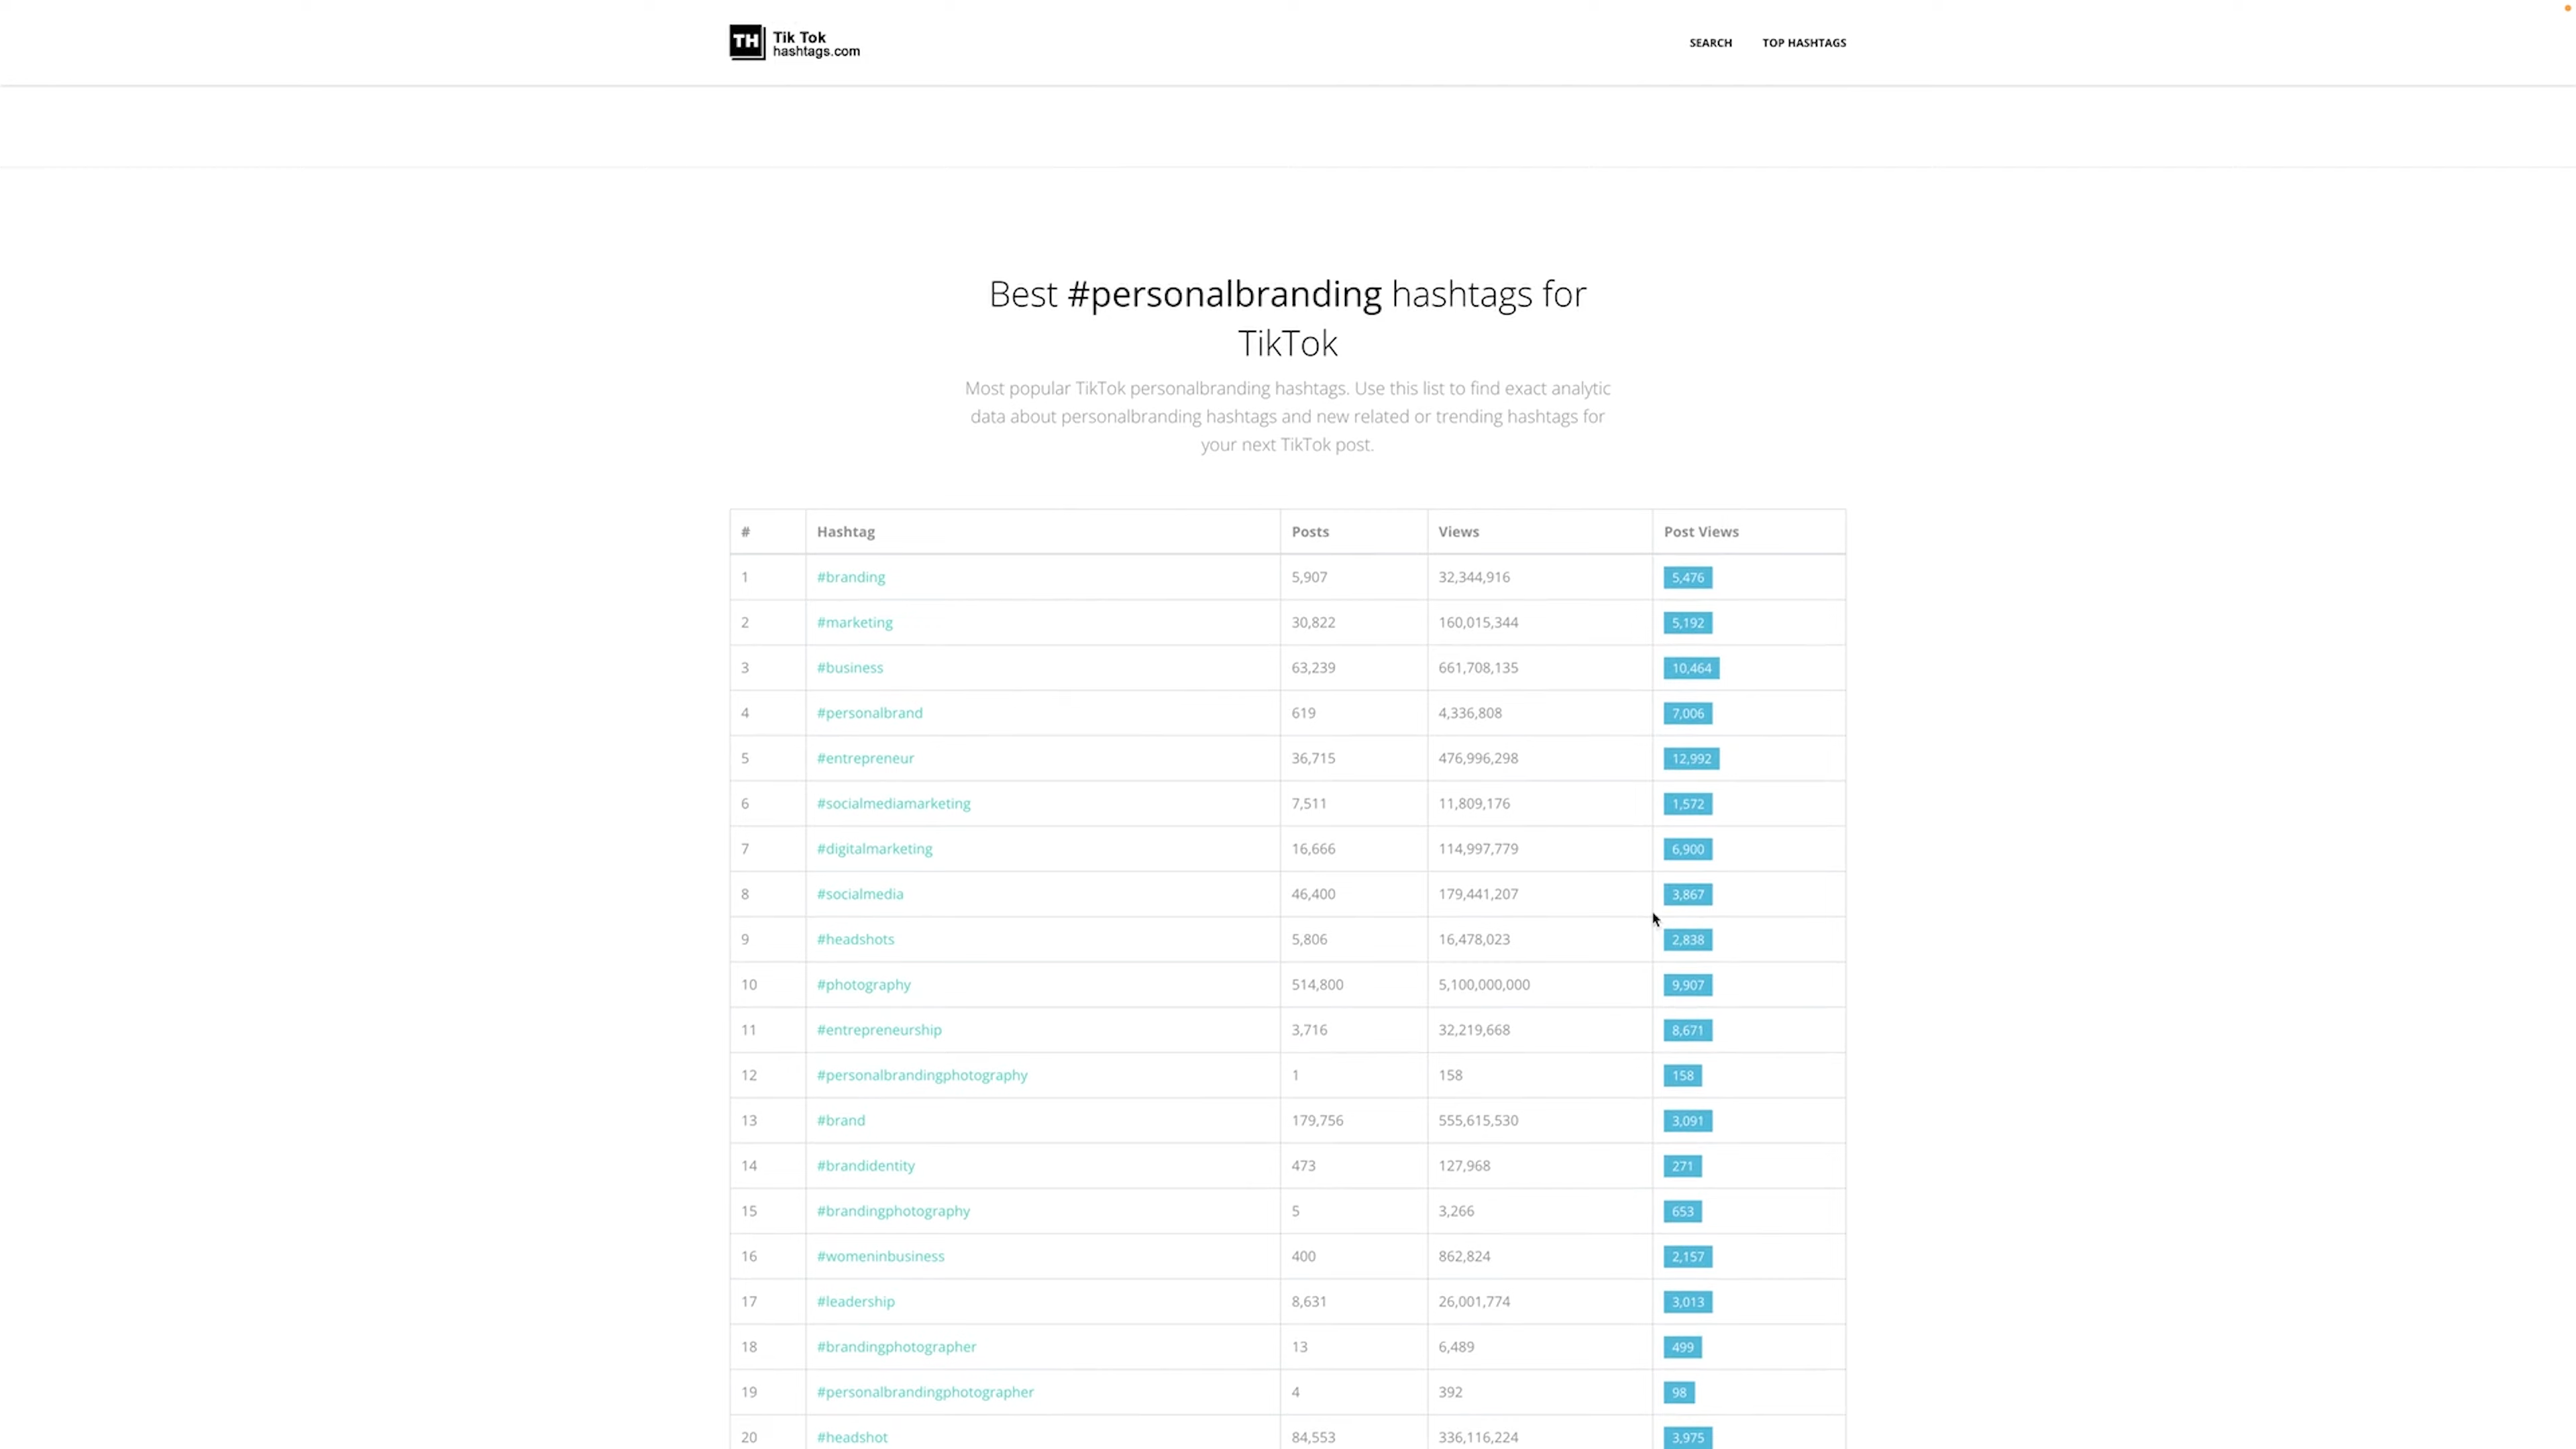 TH Tik Tok
hashtags.com
SEARCH TOP HASHTAGS
Best #personalbranding hashtags for
TikTok
Most popular TikTok personalbranding hashtags. Use this list to find exact analytic
data about personalbranding hashtags and new related or trending hashtags for
your next TikTok post.
# Hashtag Posts Views Post Views
1 #branding 5,907 32,344,916 5,476
2 #marketing 30,822 160,015,344 5,192
3 #business 63,239 661,708,135 10,464
4 #personalbrand 619 4,336,808 7,006
5 #entrepreneur 36,715 476,996,298 12,992
6 #socialmediamarketing 7,511 11,809,176 1,572
7 #digitalmarketing 16,666 114,997,779 6,900
8 #socialmedia 46,400 179,441,207 3,867
9 #headshots 5,806 16,478,023 2,838
10 #photography 514,800 5,100,000,000 9,907
11 #entrepreneurship 3,716 32,219,668 8,671
12 #personalbrandingphotography 1 158 158
13 #brand 179,756 555,615,530 3,091
14 #brandidentity 473 127,968 271
15 #brandingphotography 5 3,266 653
16 #womeninbusiness 400 862,824 2,157
17 #leadership 8,631 26,001,774 3,013
18 #brandingphotographer 13 6,489 499
19 #personalbrandingphotographer 4 392 98
20 #headshot 84,553 336,116,224 3,975